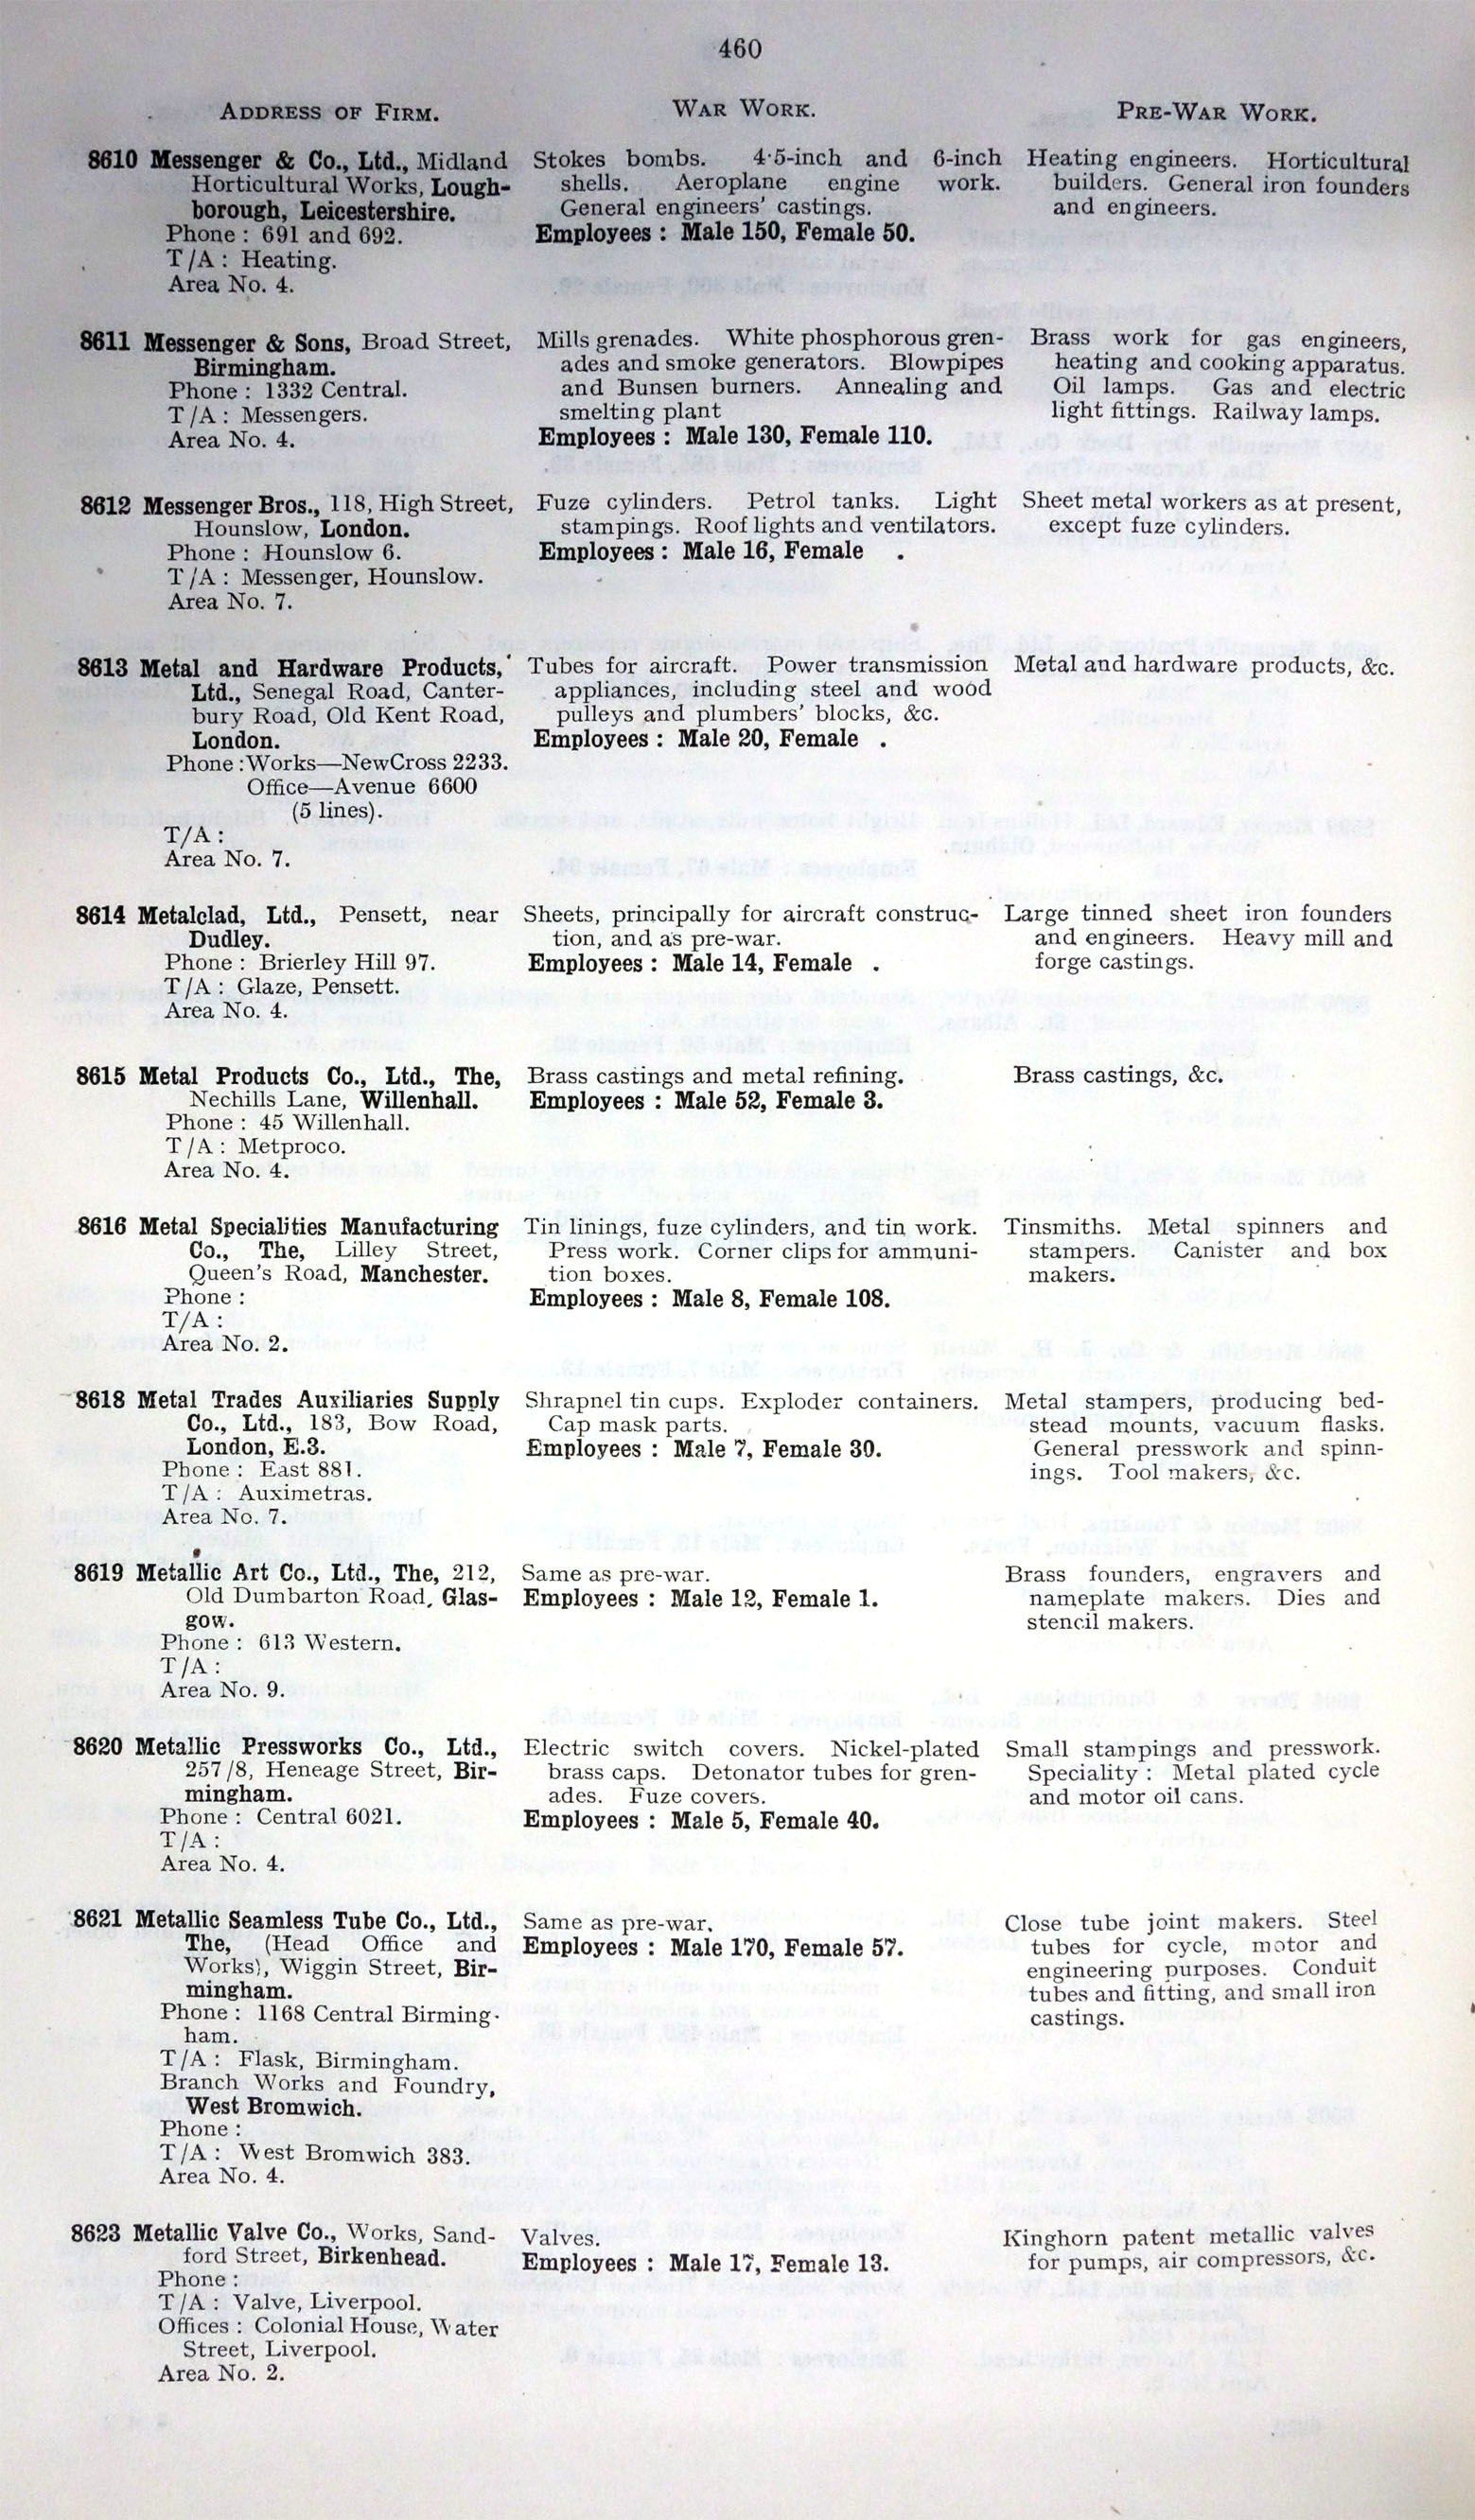 460
ADDRESS OF FIRM.
WAR WORK.
PRE-WAR WORK.
8610 Messenger & Co., Ltd., Midland
Horticultural Works, Lough-
borough, Leicestershire.
Phone : 691 and 692.
T/A : Heating.
Area No. 4.
Stokes bombs. 4·5-inch and 6-inch
shells. Aeroplane engine work.
General engineers' castings.
Employees : Male 150, Female 50.
Heating engineers. Horticultural
builders. General iron founders
and engineers.
8611 Messenger & Sons, Broad Street,
Birmingham.
Phone : 1332 Central.
T/A : Messengers.
Area No. 4.
Mills grenades. White phosphorous gren-
ades and smoke generators. Blowpipes
and Bunsen burners. Annealing and
smelting plant
Employees : Male 130, Female 110.
Brass work for gas engineers,
heating and cooking apparatus.
Oil lamps. Gas and electric
light fittings. Railway lamps.
8612 Messenger Bros., 118, High Street,
Hounslow, London.
Phone : Hounslow 6.
T/A : Messenger, Hounslow.
Area No. 7.
Fuze cylinders. Petrol tanks. Light
stampings. Roof lights and ventilators.
Employees : Male 16, Female .
Sheet metal workers as at present,
except fuze cylinders.
8613 Metal and Hardware Products,
Ltd., Senegal Road, Canter-
bury Road, Old Kent Road,
London.
Phone :Works—NewCross 2233.
Office—Avenue 6600
(5 lines).
T/A :
Area No. 7.
Tubes for aircraft. Power transmission
appliances, including steel and wood
pulleys and plumbers' blocks, &c.
Employees : Male 20, Female .
Metal and hardware products, &c.
8614 Metalclad, Ltd., Pensett, near
Dudley.
Phone : Brierley Hill 97.
T/A : Glaze, Pensett.
Area No. 4.
Sheets, principally for aircraft construc-
tion, and as pre-war.
Employees : Male 14, Female .
Large tinned sheet iron founders
and engineers. Heavy mill and
forge castings.
8615 Metal Products Co., Ltd., The,
Nechills Lane, Willenhall.
Phone : 45 Willenhall.
T/A : Metproco.
Area No. 4.
Brass castings and metal refining.
Employees : Male 52, Female 3.
Brass castings, &c.
8616 Metal Specialities Manufacturing
Co., The, Lilley Street,
Queen's Road, Manchester.
Phone :
T/A :
Area No. 2.
Tin linings, fuze cylinders, and tin work.
Press work. Corner clips for ammuni-
tion boxes.
Employees : Male 8, Female 108.
Tinsmiths. Metal spinners and
stampers. Canister and box
makers.
8618 Metal Trades Auxiliaries Supply
Co., Ltd., 183, Bow Road,
London, E.3.
Phone : East 881.
T/A : Auximetras.
Area No. 7.
Shrapnel tin cups. Exploder containers.
Cap mask parts.
Employees : Male 7, Female 30.
Metal stampers, producing bed-
stead mounts, vacuum flasks.
General presswork and spinn-
ings. Tool makers, &c.
8619 Metallic Art Co., Ltd., The, 212,
Old Dumbarton Road, Glas-
gow.
Phone : 613 Western.
T/A :
Area No. 9.
Same as pre-war.
Employees : Male 12, Female 1.
Brass founders, engravers and
nameplate makers. Dies and
stencil makers.
8620 Metallic Pressworks Co., Ltd.,
257/8, Heneage Street, Bir-
mingham.
Phone : Central 6021.
T/A :
Area No. 4.
Electric switch covers. Nickel-plated
brass caps. Detonator tubes for gren-
ades. Fuze covers.
Employees : Male 5, Female 40.
Small stampings and presswork.
Speciality : Metal plated cycle
and motor oil cans.
8621 Metallic Seamless Tube Co., Ltd.,
The, (Head Office and
Works), Wiggin Street, Bir-
mingham.
Phone : 1168 Central Birming-
ham.
T/A : Flask, Birmingham.
Branch Works and Foundry,
West Bromwich.
Phone :
T/A : West Bromwich 383.
Area No. 4.
Same as pre-war.
Employees : Male 170, Female 57.
Close tube joint makers. Steel
tubes for cycle, motor and
engineering purposes. Conduit
tubes and fitting, and small iron
castings.
8623 Metallic Valve Co., Works, Sand-
ford Street, Birkenhead.
Phone :
T/A : Valve, Liverpool.
Offices : Colonial House, Water
Street, Liverpool.
Area No. 2.
Valves.
Employees : Male 17, Female 13.
Kinghorn patent metallic valves
for pumps, air compressors, &c.